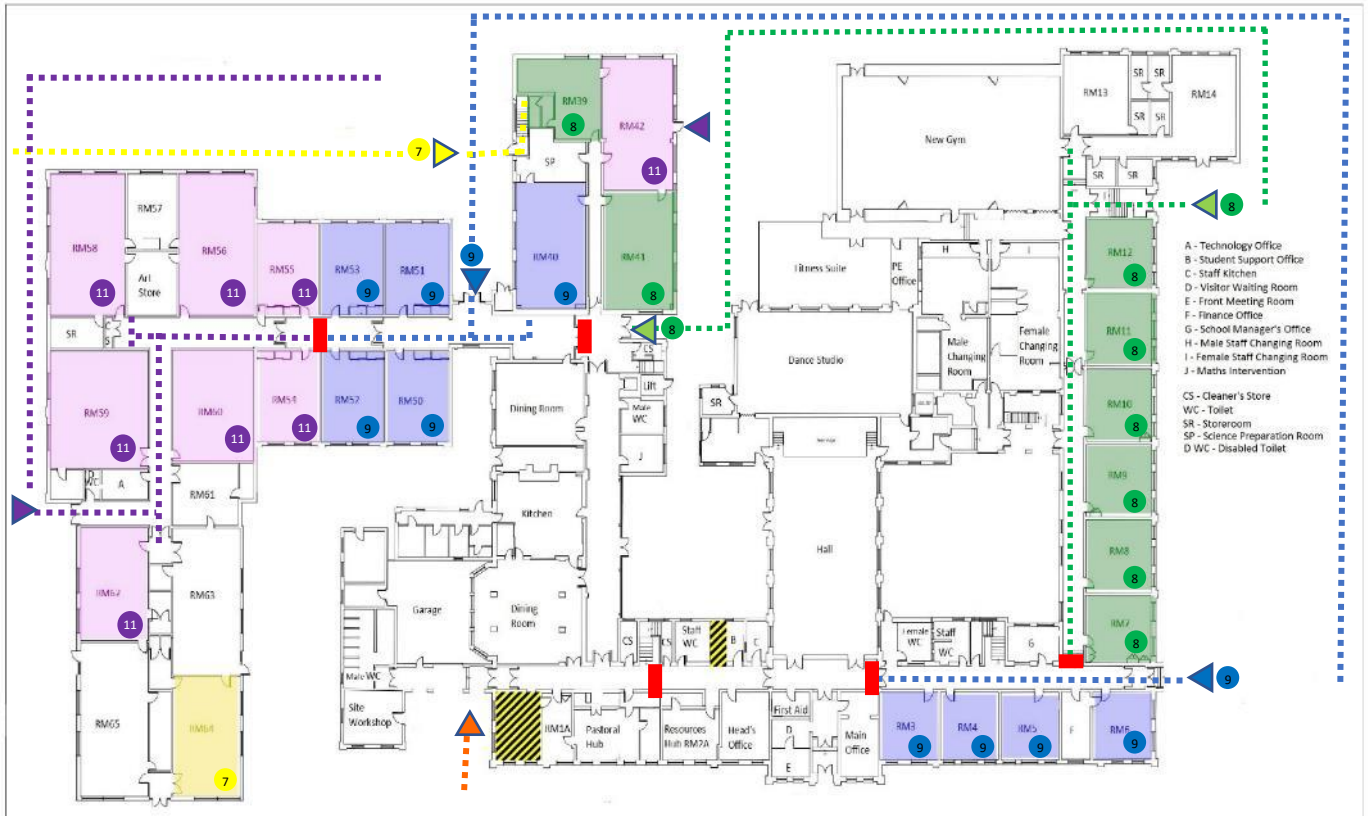 RM39
8
RM42
11
SP
RM40
9
RM41
8
7
9
8
RM13
SR
SR
SR
SR
RM14
SR
SR
New Gym
8
RM58
11
RM57
Art
Store
RM56
11
RM55
11
RM53
9
RM51
9
SR
C
S
RM59
11
RM60
11
RM54
11
RM52
9
RM50
9
D
WC
A
RM61
RM62
11
RM63
RM65
RM64
7
Dining Room
Kitchen
Dining
Room
Garage
Male WC
Site
Workshop
CS
Lift
Male
WC
J
Fitness Suite
PE
Office
H
I
Dance Studio
Male
Changing
Room
Female
Changing
Room
SR
Hall
RM12
8
RM11
8
RM10
8
RM9
8
RM8
8
RM7
8
CS
CS
Staff
WC
B
C
Female
WC
Staff
WC
G
9
RM1A
Pastoral
Hub
Resources
Hub RM2A
Head's
Office
First Aid
D
E
Main
Office
RM3
9
RM4
9
RM5
9
F
RM6
9
A - Technology Office
B - Student Support Office
C - Staff Kitchen
D - Visitor Waiting Room
E - Front Meeting Room
F - Finance Office
G - School Manager's Office
H - Male Staff Changing Room
I - Female Staff Changing Room
J - Maths Intervention
CS - Cleaner's Store
WC - Toilet
SR - Storeroom
SP - Science Preparation Room
D WC - Disabled Toilet